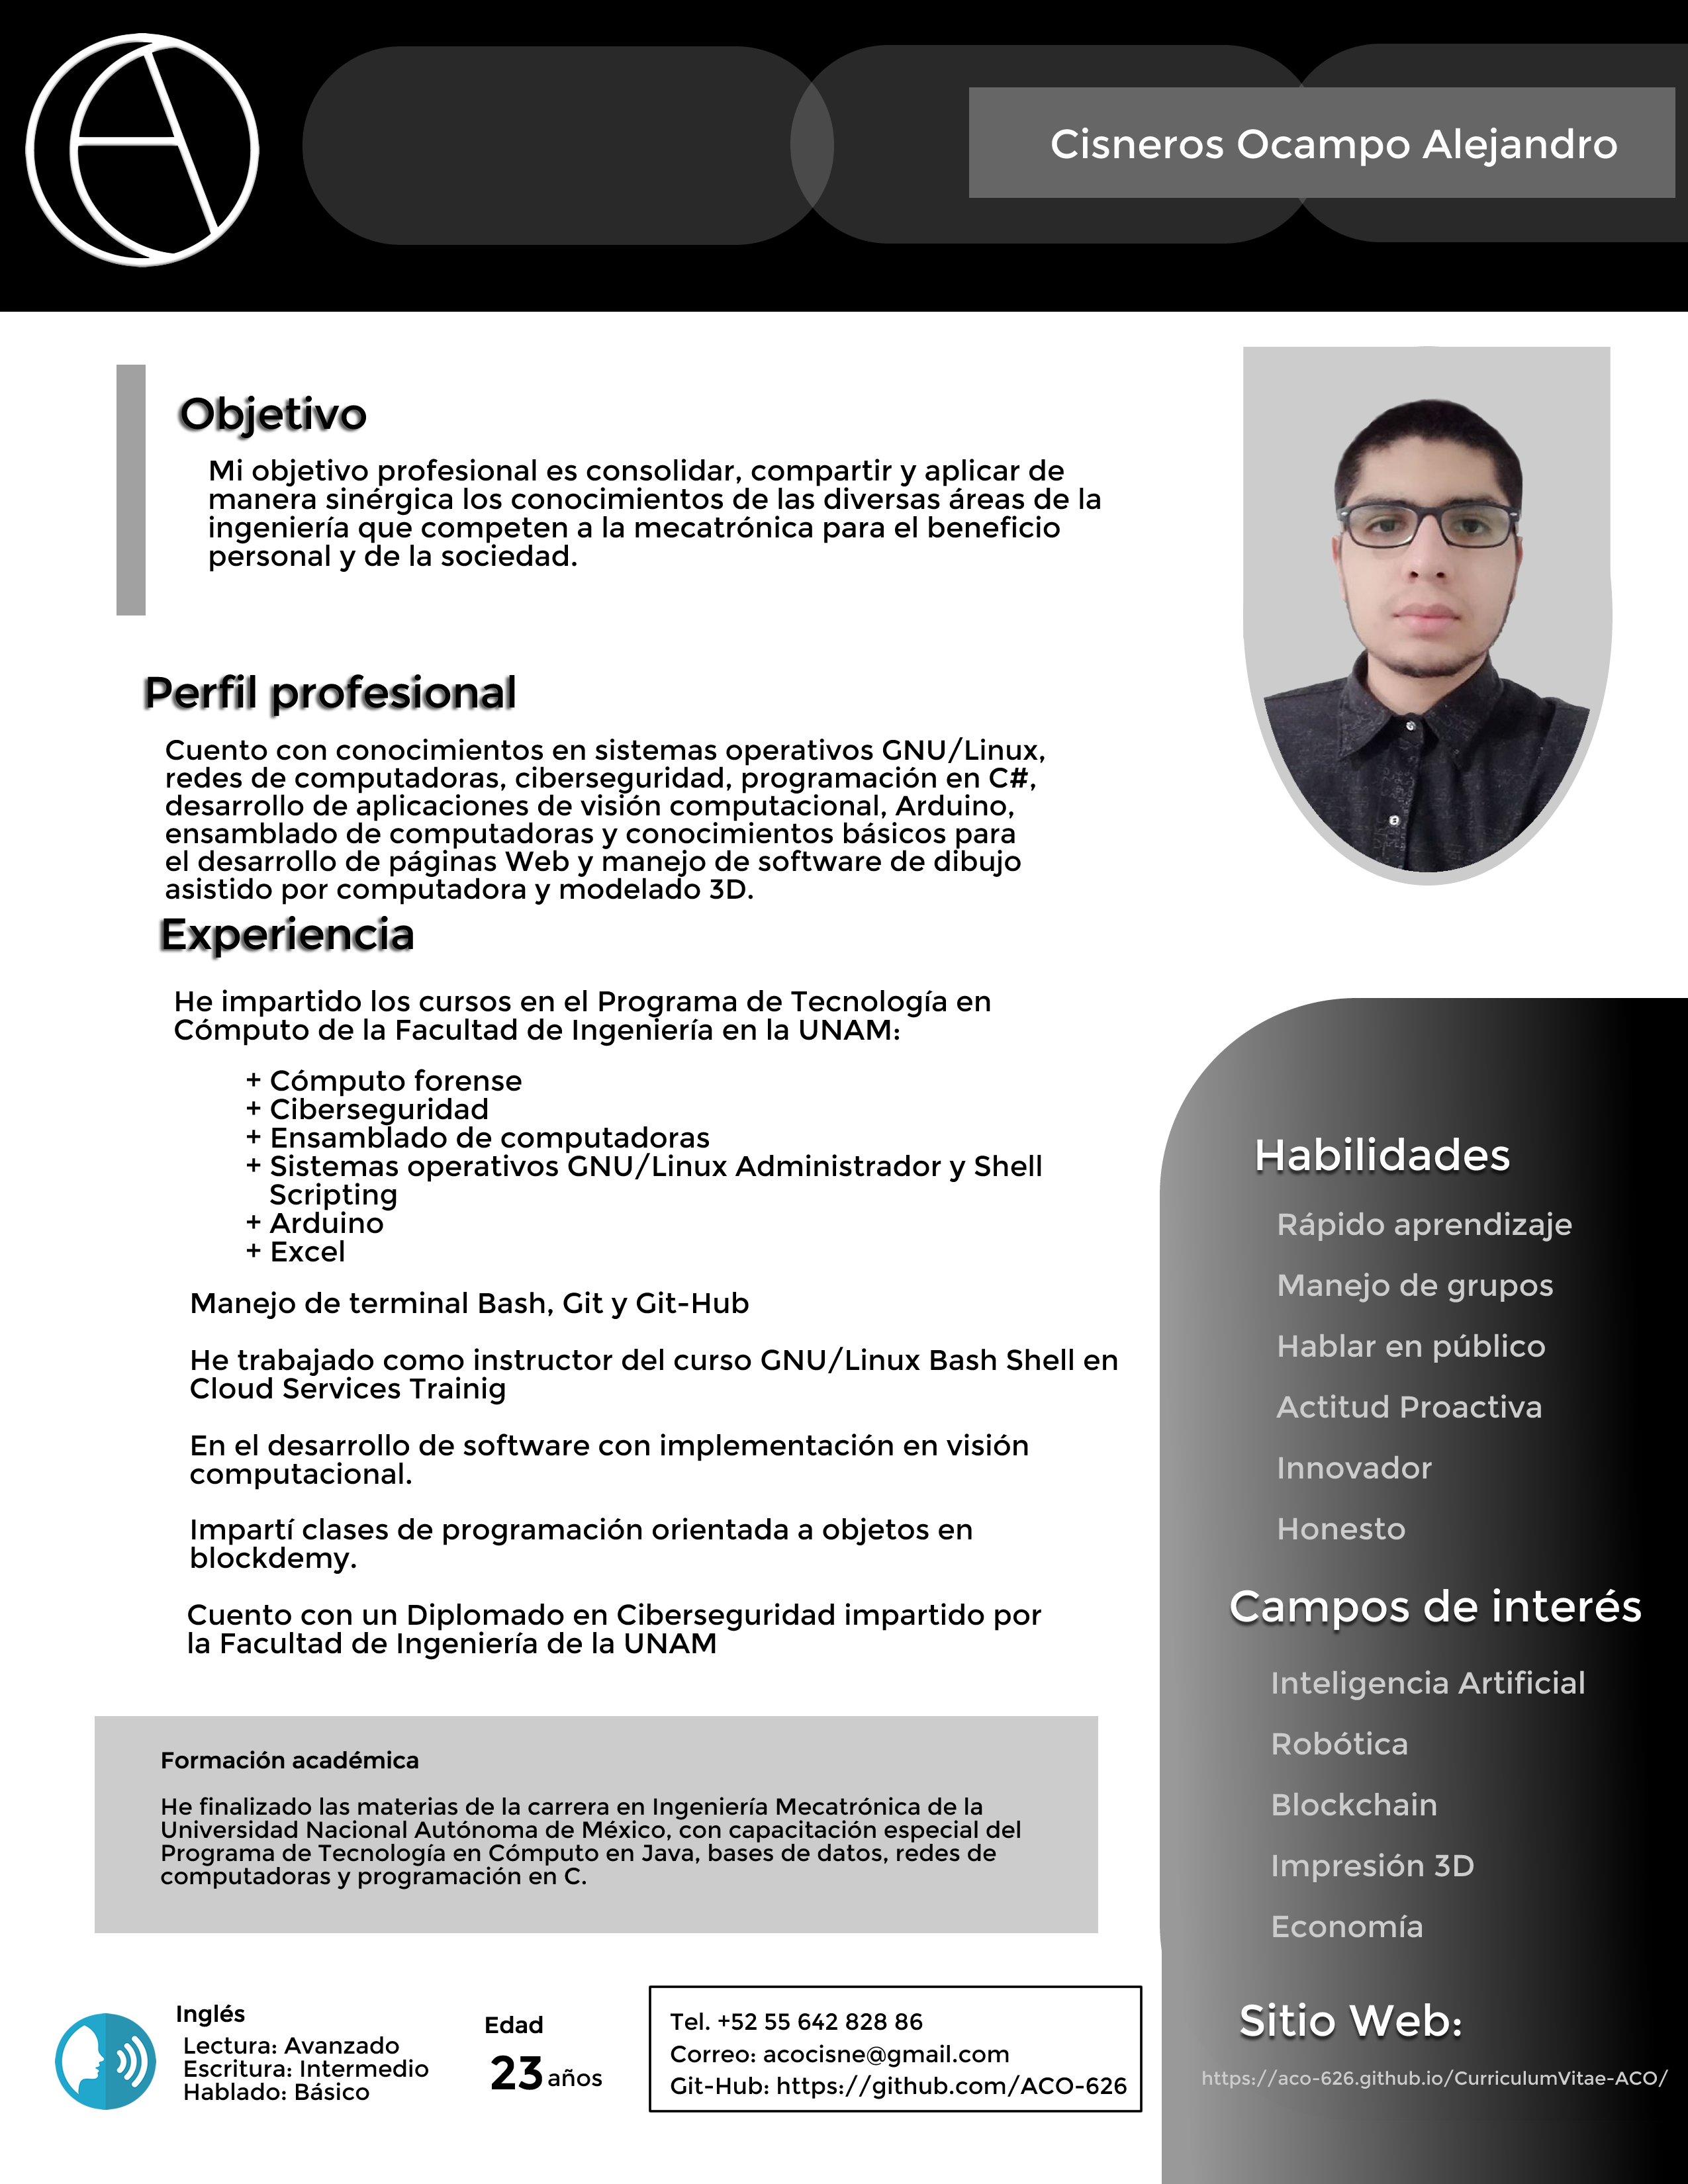 Cisneros Ocampo Alejandro
Objetivo
Mi objetivo profesional es consolidar, compartir y aplicar de
manera sinérgica los conocimientos de las diversas áreas de la
ingeniería que competen a la mecatrónica para el beneficio
personal y de la sociedad.
Perfil profesional
Cuento con conocimientos en sistemas operativos GNU/Linux,
redes de computadoras, ciberseguridad, programación en C#,
desarrollo de aplicaciones de visión computacional, Arduino,
ensamblado de computadoras y conocimientos básicos para
el desarrollo de páginas Web y manejo de software de dibujo
asistido por computadora y modelado 3D.
Experiencia
He impartido los cursos en el Programa de Tecnología en
Cómputo de la Facultad de Ingeniería en la UNAM:
+ Cómputo forense
+ Ciberseguridad
+ Ensamblado de computadoras
+ Sistemas operativos GNU/Linux Administrador y Shell
Scripting
+ Arduino
+ Excel
Manejo de terminal Bash, Git y Git-Hub
He trabajado como instructor del curso GNU/Linux Bash Shell en
Cloud Services Trainig
En el desarrollo de software con implementación en visión
computacional.
Impartí clases de programación orientada a objetos en
blockdemy.
Cuento con un Diplomado en Ciberseguridad impartido por
la Facultad de Ingeniería de la UNAM
Formación académica
He finalizado las materias de la carrera en Ingeniería Mecatrónica de la
Universidad Nacional Autónoma de México, con capacitación especial del
Programa de Tecnología en Cómputo en Java, bases de datos, redes de
computadoras y programación en C.
Inglés
Lectura: Avanzado
Escritura: Intermedio
Hablado: Básico
Edad
23 años
Tel. +52 55 642 828 86
Correo: acocisne@gmail.com
Git-Hub: https://github.com/ACO-626
Habilidades
Rápido aprendizaje
Manejo de grupos
Hablar en público
Actitud Proactiva
Innovador
Honesto
Campos de interés
Inteligencia Artificial
Robótica
Blockchain
Impresión 3D
Economía
Sitio Web:
https://aco-626.github.io/CurriculumVitae-ACO/